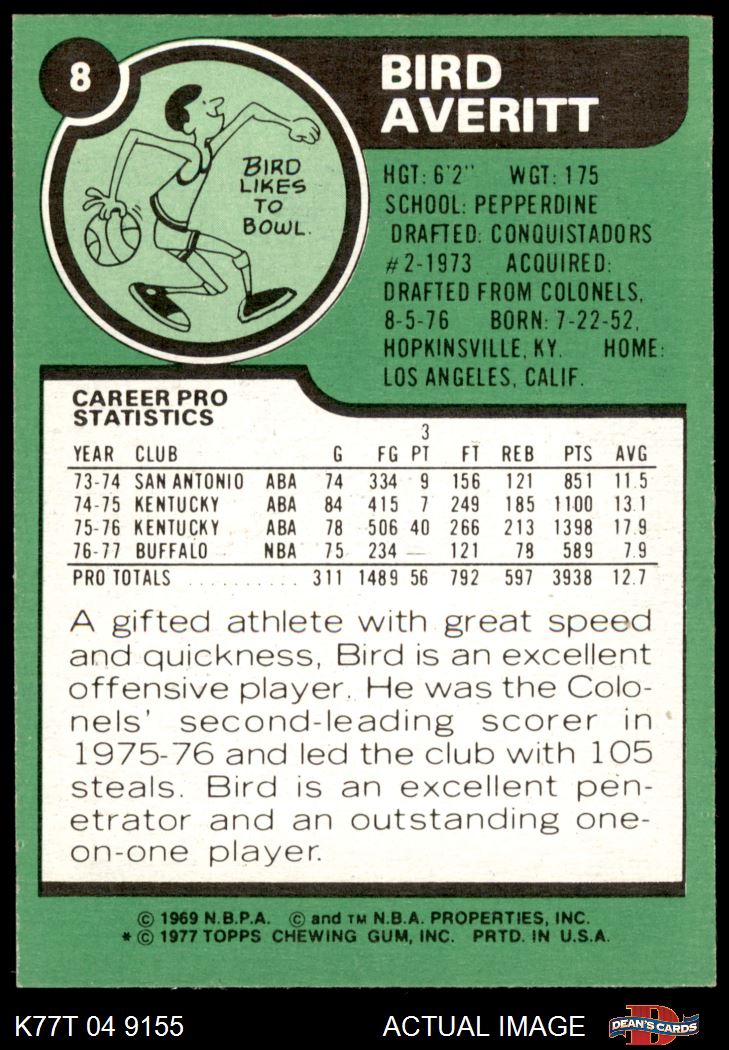 8
BIRD
AVERITT
BIRD
LIKES
TO
BOWL.
HGT: 6'2" WGT: 175
SCHOOL: PEPPERDINE
DRAFTED: CONQUISTADORS
#2-1973 ACQUIRED:
DRAFTED FROM COLONELS,
8-5-76 BORN: 7-22-52,
HOPKINSVILLE, KY. HOME:
LOS ANGELES, CALIF.
CAREER PRO
STATISTICS
3
YEAR CLUB G FG PT FT REB PTS AVG
73-74 SAN ANTONIO ABA 74 334 9 156 121 851 11.5
74-75 KENTUCKY ABA 84 415 7 249 185 1100 13.1
75-76 KENTUCKY ABA 78 506 40 266 213 1398 17.9
76-77 BUFFALO NBA 75 234 — 121 78 589 7.9
PRO TOTALS .......... 311 1489 56 792 597 3938 12.7
A gifted athlete with great speed
and quickness, Bird is an excellent
offensive player. He was the Colo-
nels' second-leading scorer in
1975-76 and led the club with 105
steals. Bird is an excellent pen-
etrator and an outstanding one-
on-one player.
© 1969 N.B.P.A. © and TM N.B.A. PROPERTIES, INC.
* © 1977 TOPPS CHEWING GUM, INC. PRTD. IN U.S.A.
K77T 04 9155 ACTUAL IMAGE D DEAN'S CARDS